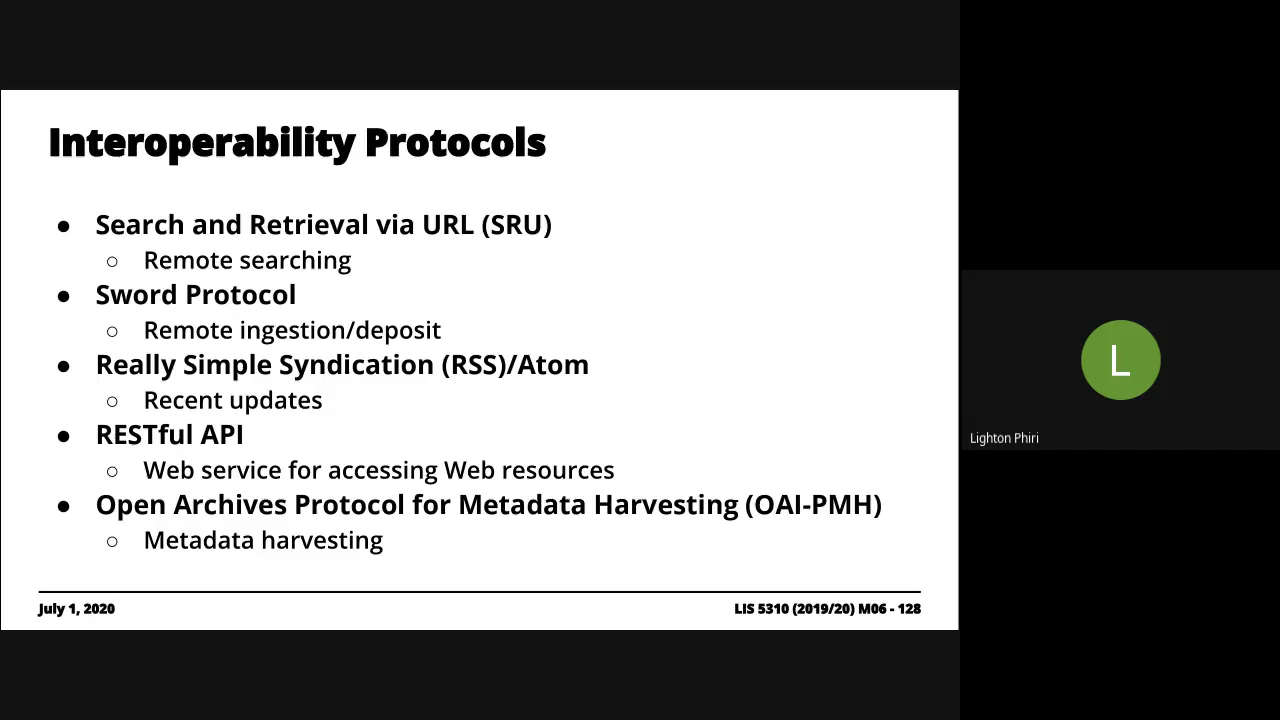 Interoperability Protocols
● Search and Retrieval via URL (SRU)
○ Remote searching
● Sword Protocol
○ Remote ingestion/deposit
● Really Simple Syndication (RSS)/Atom
○ Recent updates
● RESTful API
○ Web service for accessing Web resources
● Open Archives Protocol for Metadata Harvesting (OAI-PMH)
○ Metadata harvesting
July 1, 2020
LIS 5310 (2019/20) M06 - 128
L
Lighton Phiri